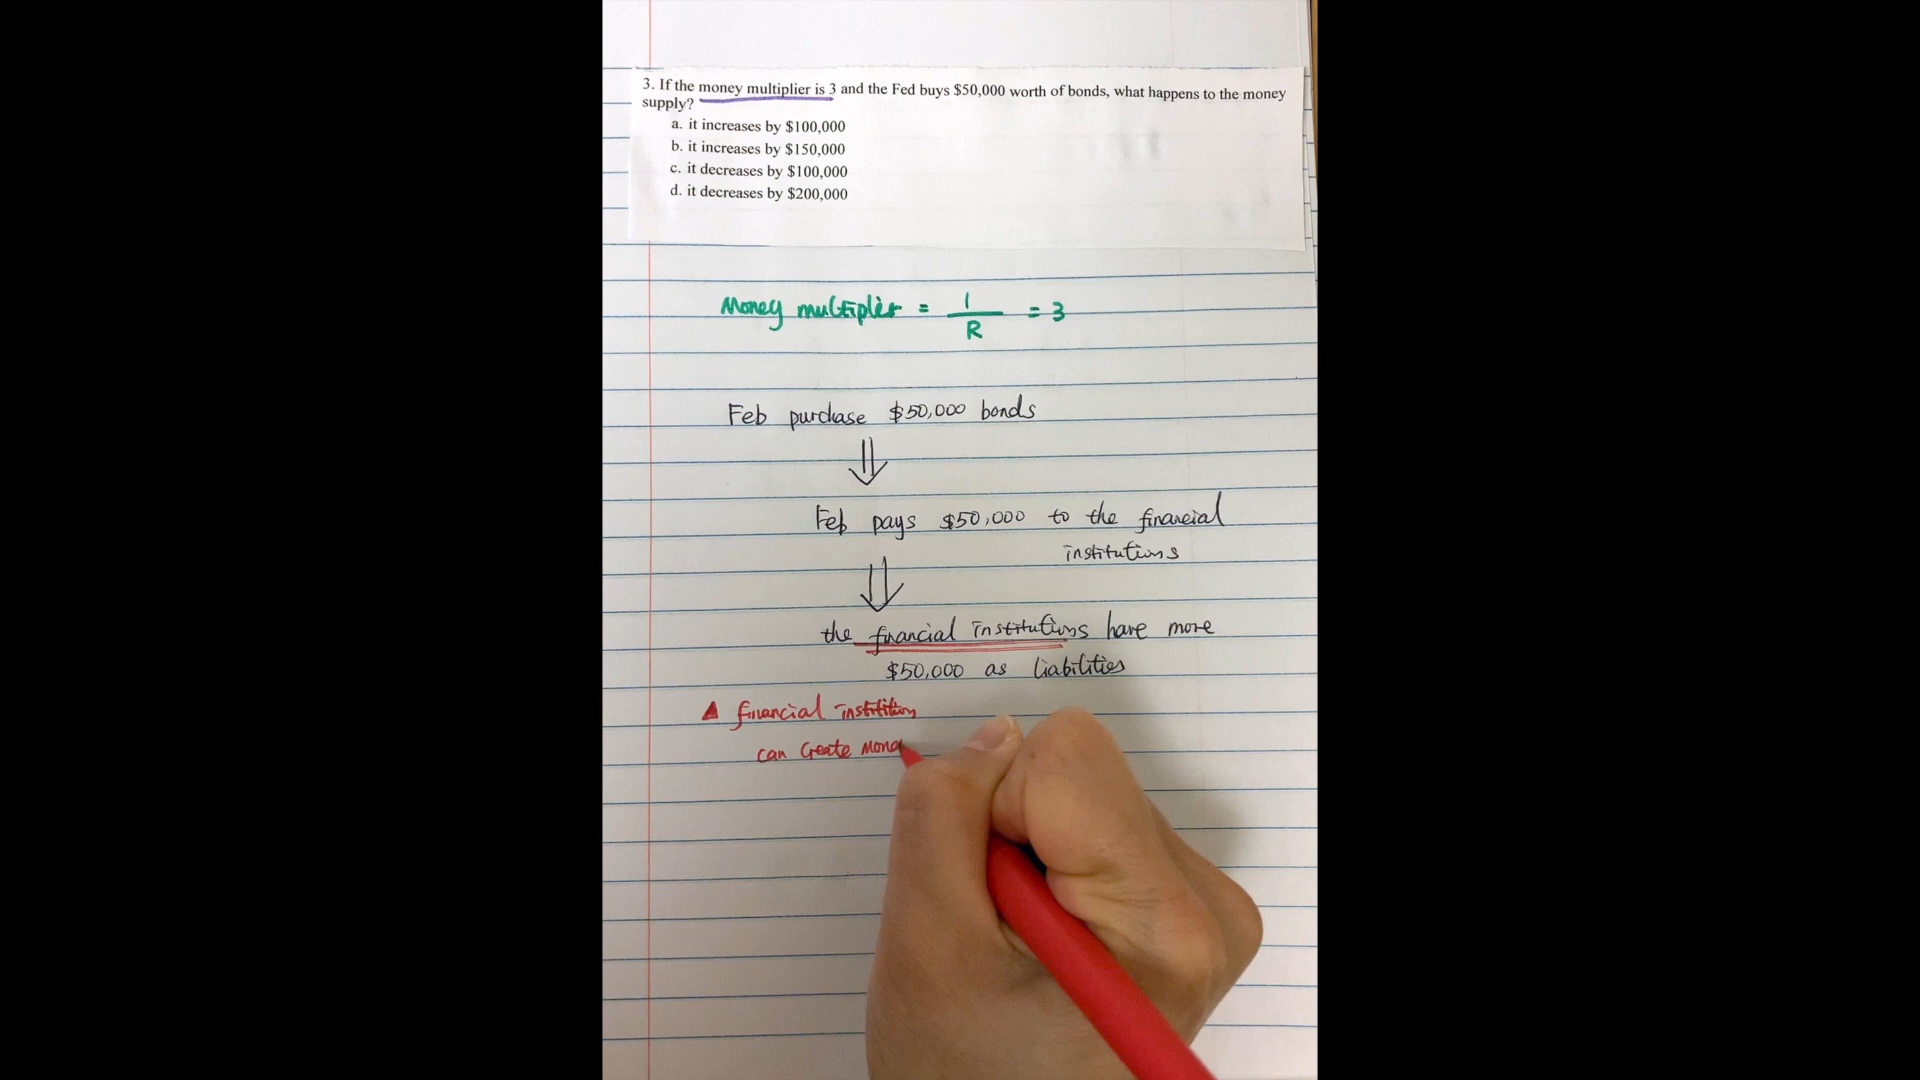 3. If the money multiplier is 3 and the Fed buys $50,000 worth of bonds, what happens to the money
supply?
a. it increases by $100,000
b. it increases by $150,000
c. it decreases by $100,000
d. it decreases by $200,000
Money multiplier = 1/R = 3
Feb purchase $50,000 bonds
⇓
Feb pays $50,000 to the financial
institutions
⇓
the financial institutions have more
$50,000 as liabilities
▲ financial institution
can create money